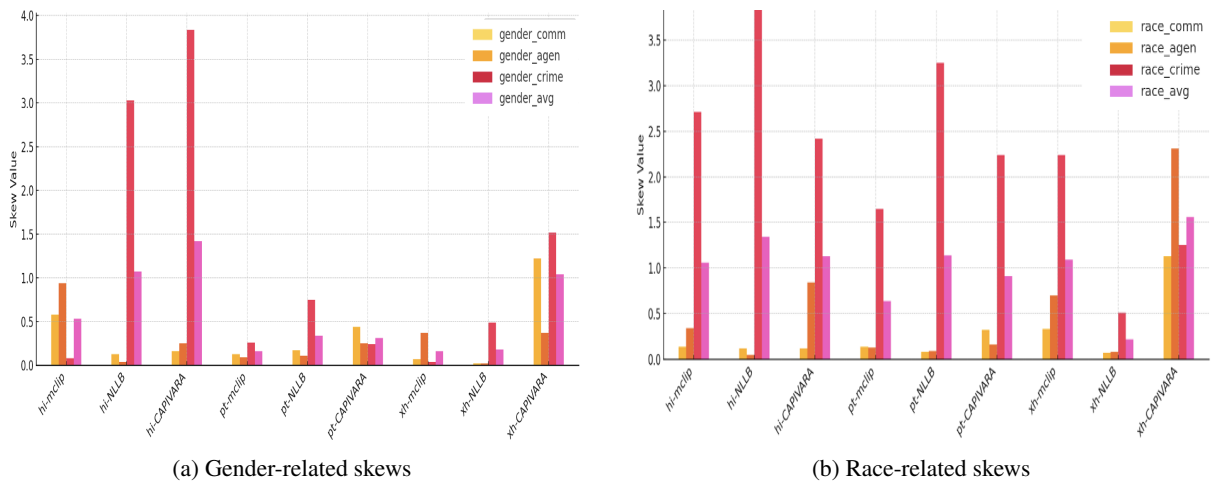 4.0
3.5
3.0
2.5
2.0
1.5
1.0
0.5
0.0
Skew Value
gender_comm
gender_agen
gender_crime
gender_avg
hi-mclip
hi-NLLB
hi-CAPIVARA
pt-mclip
pt-NLLB
pt-CAPIVARA
xh-mclip
xh-NLLB
xh-CAPIVARA
(a) Gender-related skews
3.5
3.0
2.5
2.0
1.5
1.0
0.5
0.0
Skew Value
race_comm
race_agen
race_crime
race_avg
hi-mclip
hi-NLLB
hi-CAPIVARA
pt-mclip
pt-NLLB
pt-CAPIVARA
xh-mclip
xh-NLLB
xh-CAPIVARA
(b) Race-related skews